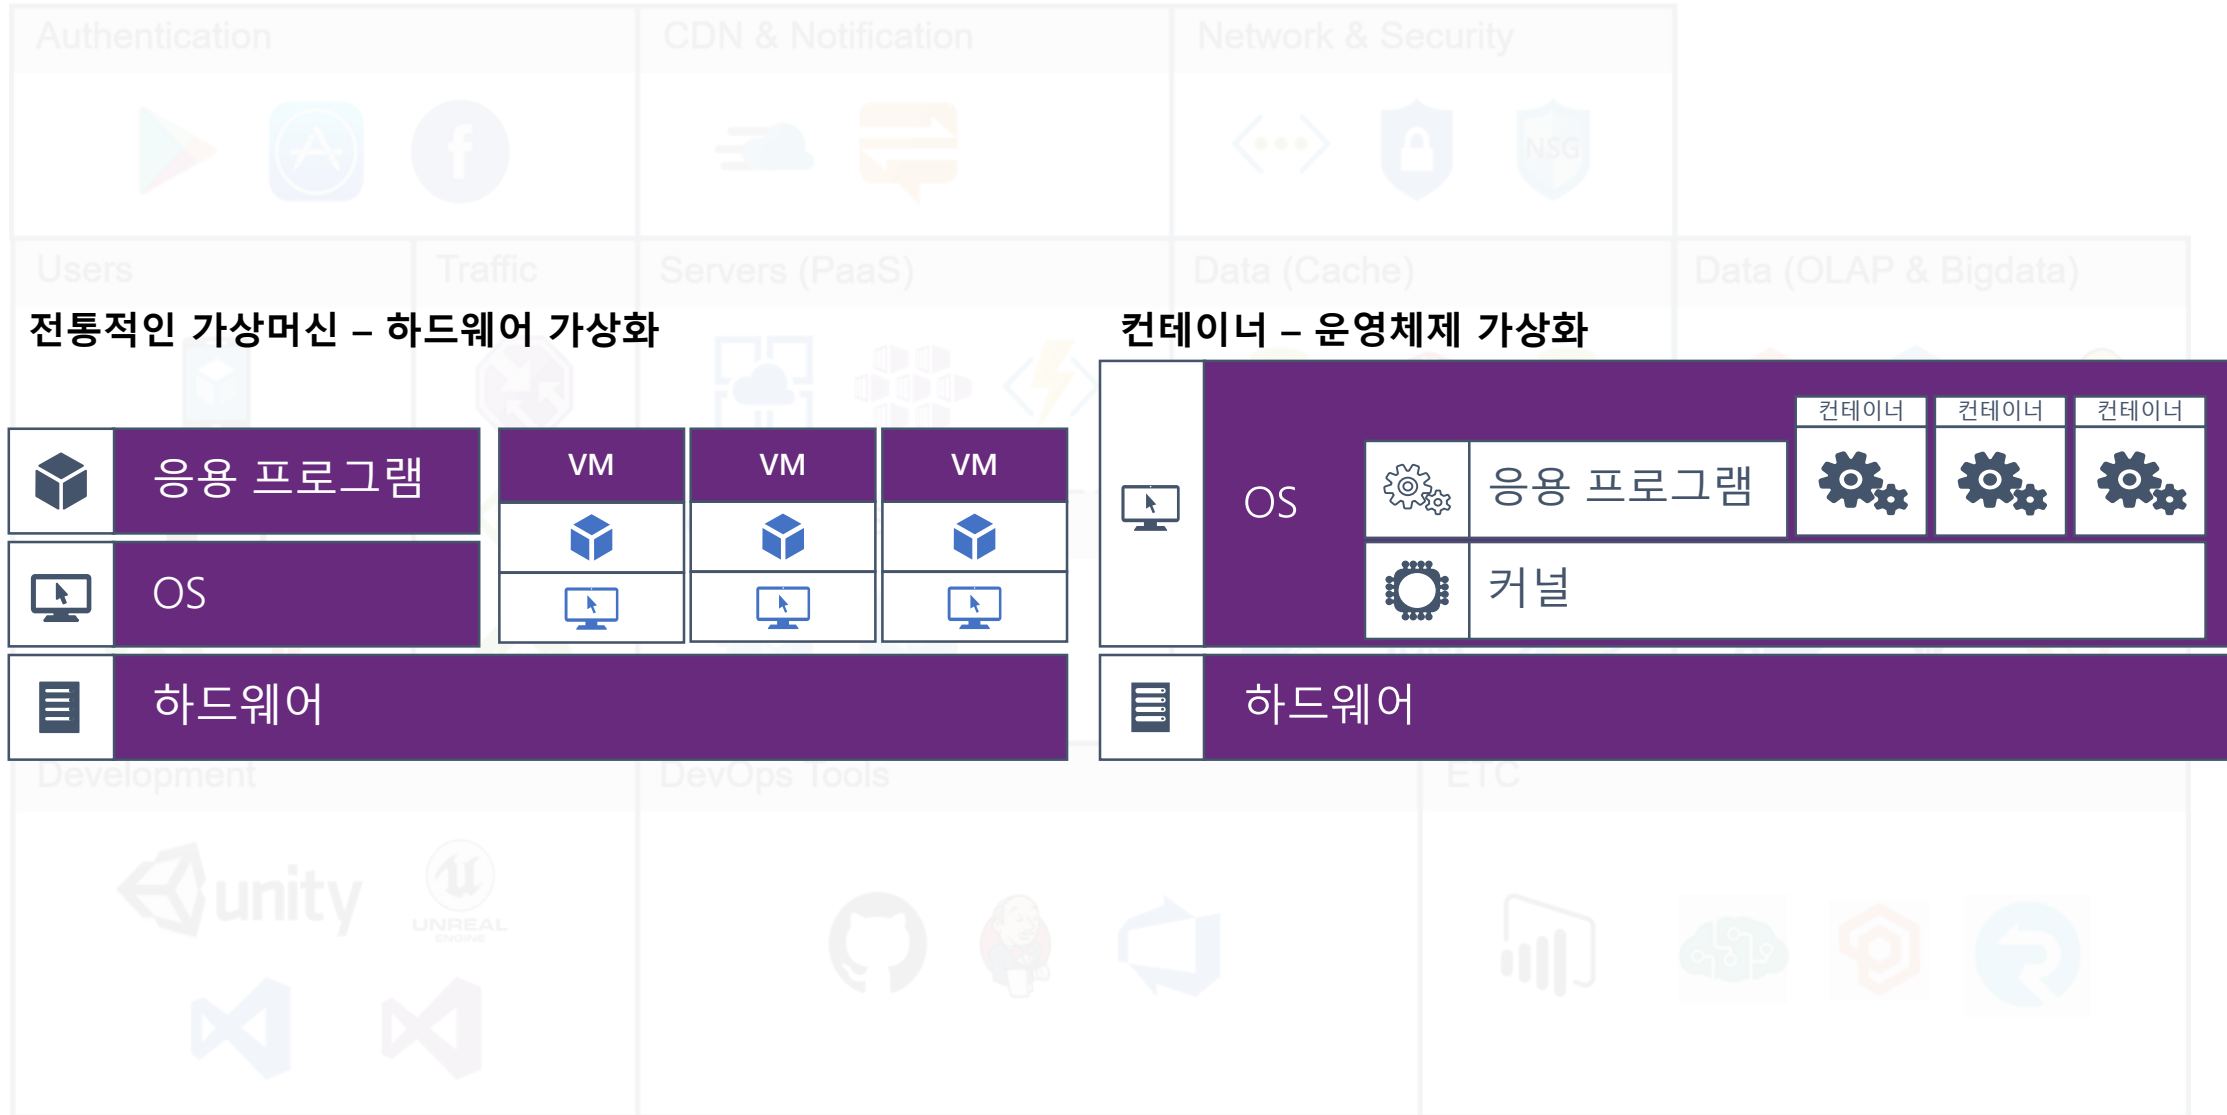 Authentication
CDN & Notification
Network & Security
NSG
Users
Traffic
Servers (PaaS)
Data (Cache)
Data (OLAP & Bigdata)
전통적인 가상머신 – 하드웨어 가상화
응용 프로그램
VM
VM
VM
OS
하드웨어
컨테이너 – 운영체제 가상화
OS
컨테이너
컨테이너
컨테이너
응용 프로그램
커널
하드웨어
Development
DevOps Tools
ETC
unity
UNREAL
ENGINE